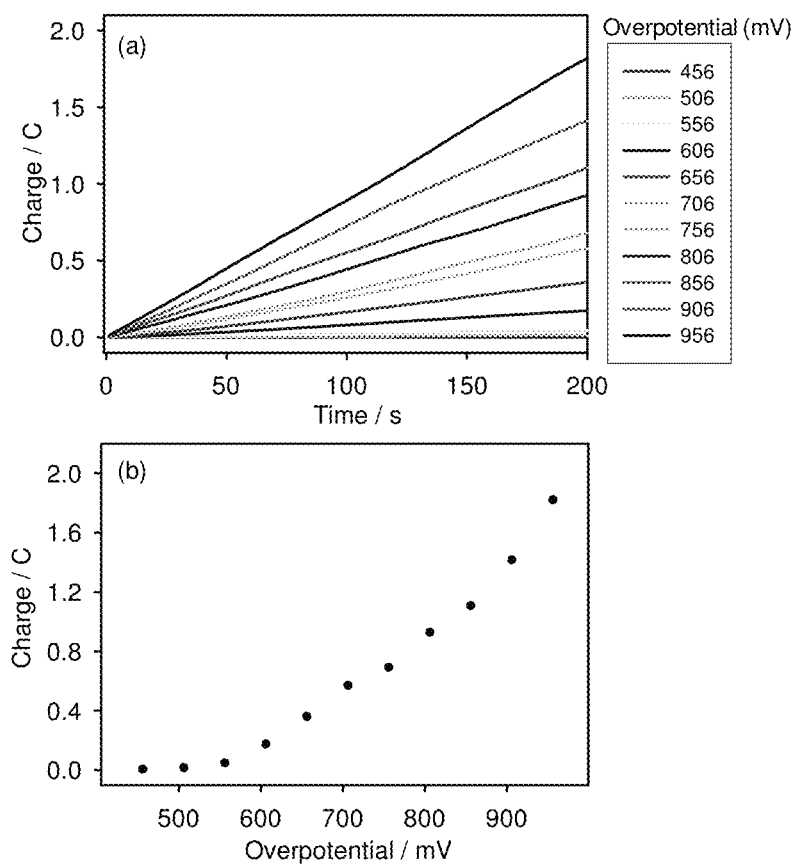 (a)
Overpotential (mV)
2.0
1.5
1.0
0.5
0.0
Charge / C
0 50 100 150 200
Time / s
456
506
556
606
656
706
756
806
856
906
956
(b)
2.0
1.6
1.2
0.8
0.4
0.0
Charge / C
500 600 700 800 900
Overpotential / mV